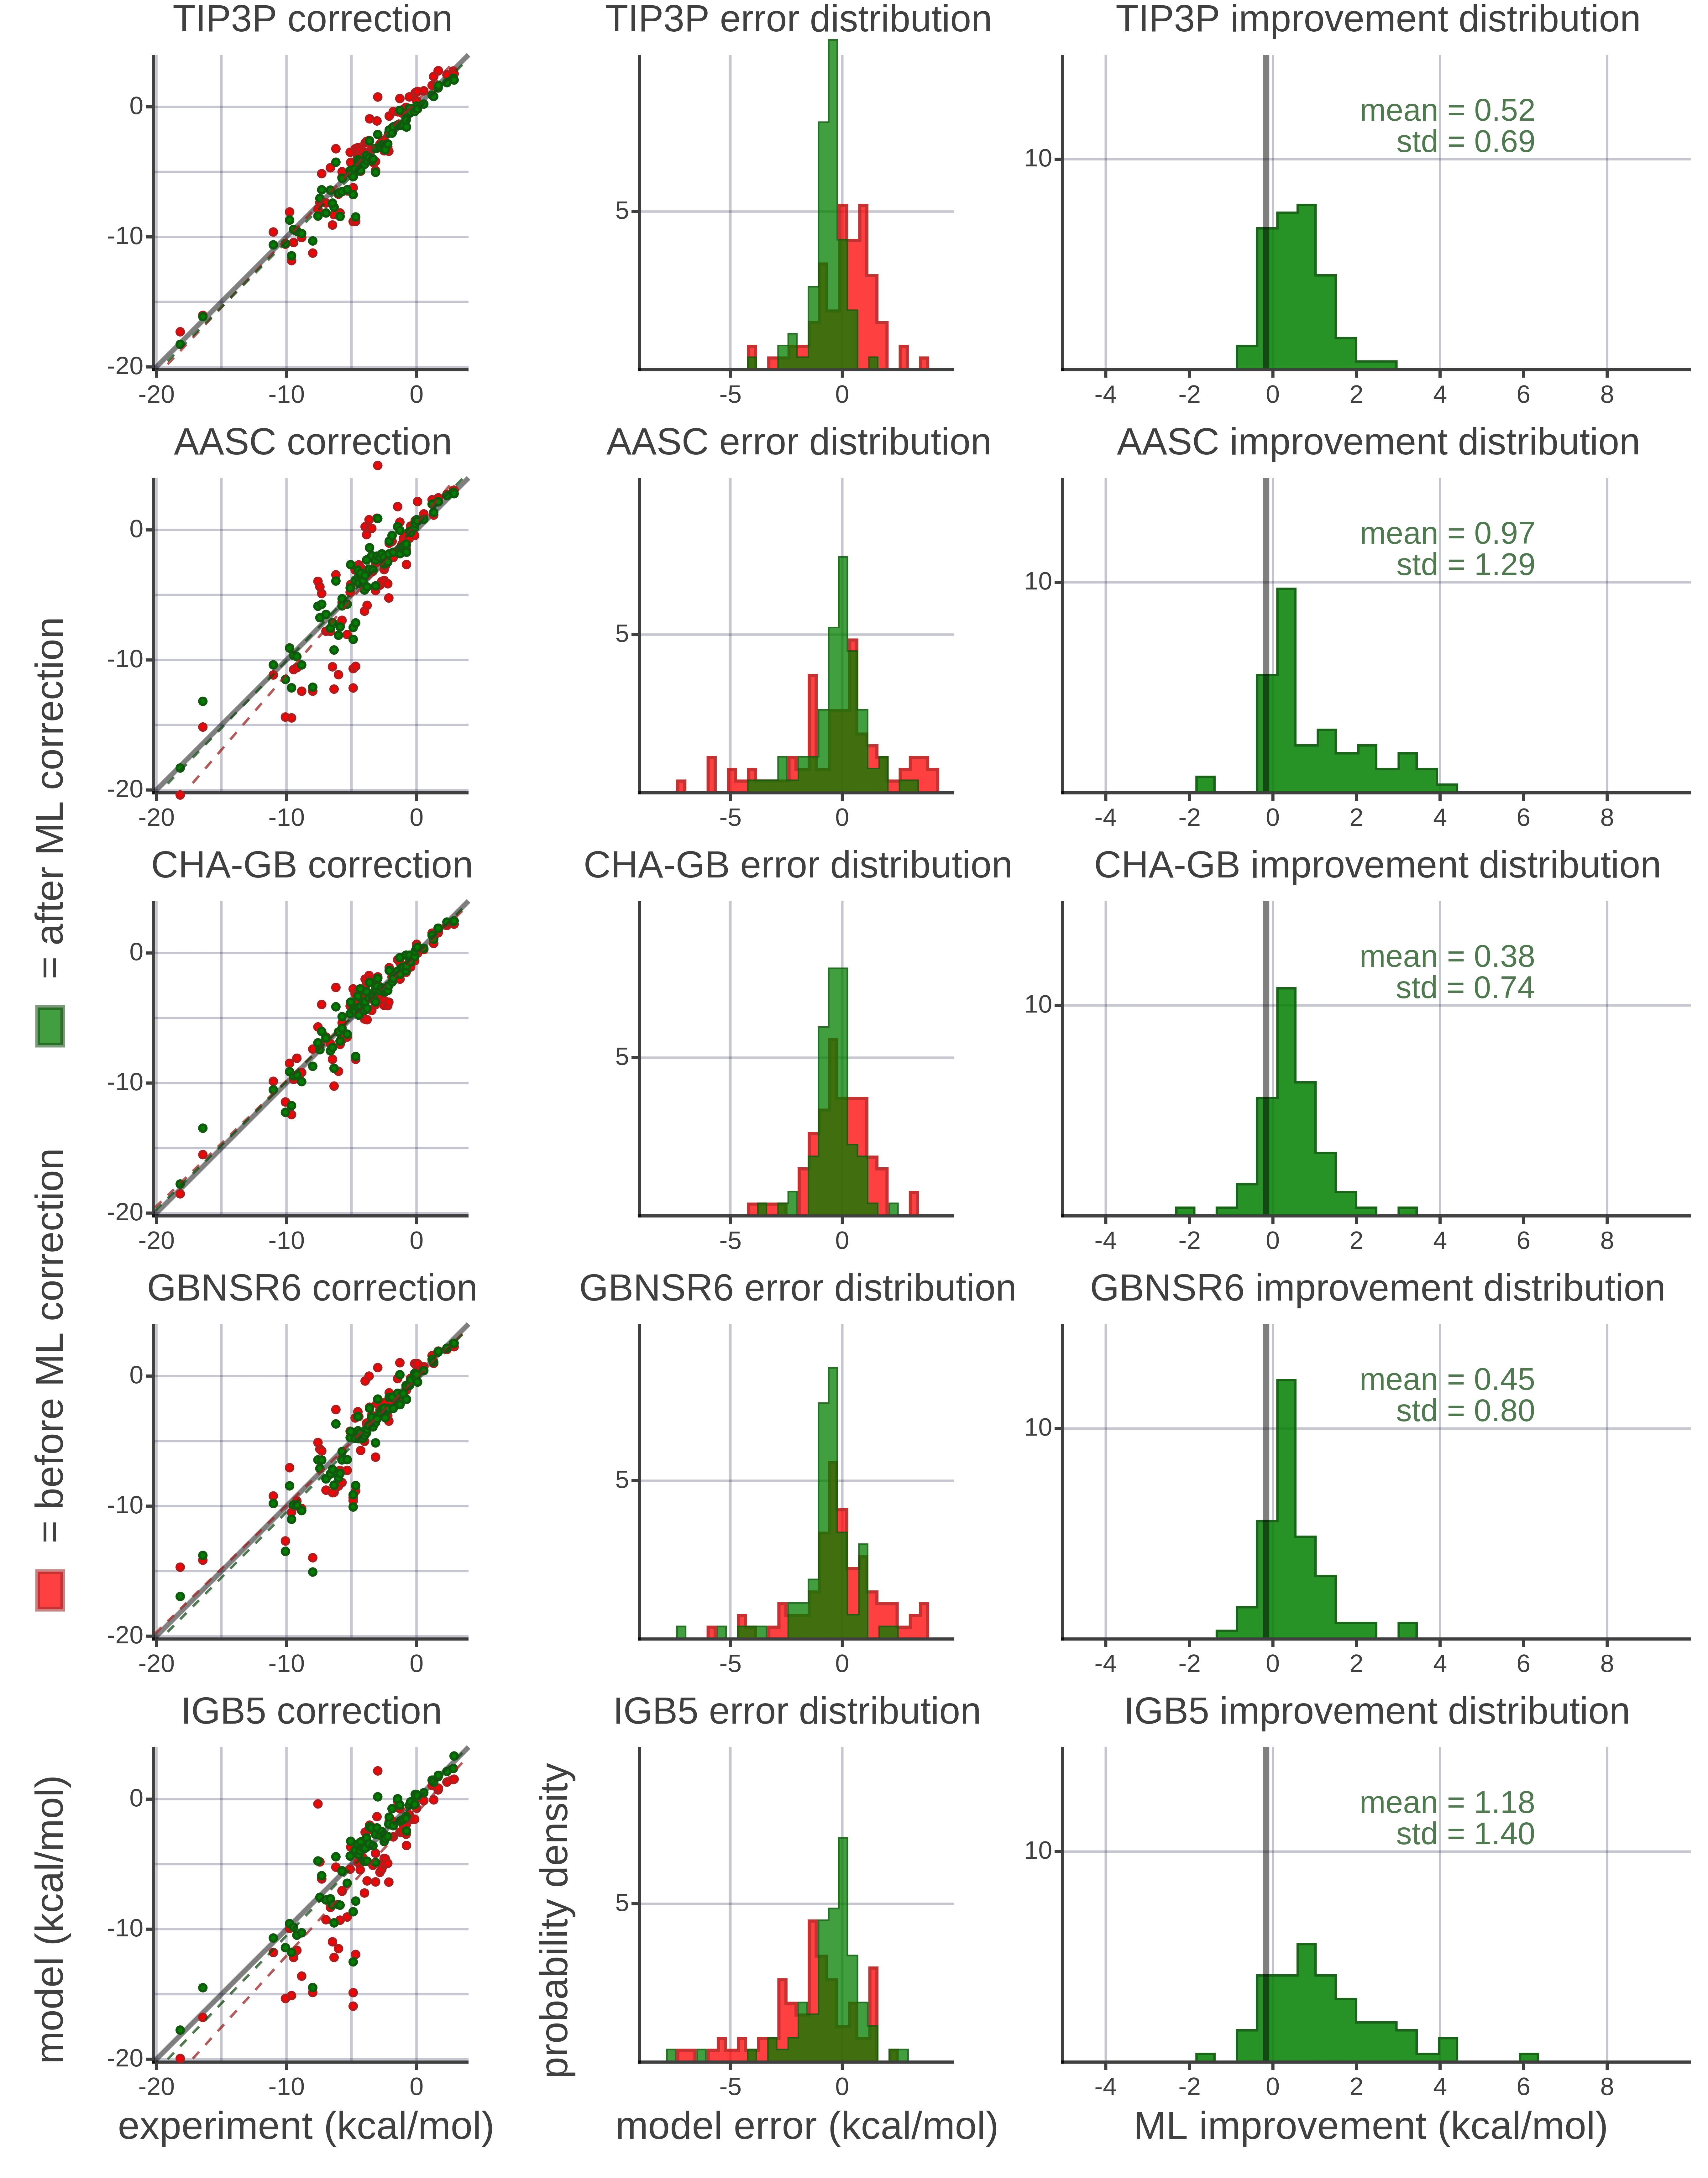 TIP3P correction
TIP3P error distribution
TIP3P improvement distribution
0
-10
-20
-20 -10 0
5
-5 0
mean = 0.52
std = 0.69
10
-4 -2 0 2 4 6 8
AASC correction
AASC error distribution
AASC improvement distribution
0
-10
-20
-20 -10 0
5
-5 0
mean = 0.97
std = 1.29
10
-4 -2 0 2 4 6 8
CHA-GB correction
CHA-GB error distribution
CHA-GB improvement distribution
0
-10
-20
-20 -10 0
5
-5 0
mean = 0.38
std = 0.74
10
-4 -2 0 2 4 6 8
GBNSR6 correction
GBNSR6 error distribution
GBNSR6 improvement distribution
0
-10
-20
-20 -10 0
5
-5 0
mean = 0.45
std = 0.80
10
-4 -2 0 2 4 6 8
IGB5 correction
IGB5 error distribution
IGB5 improvement distribution
0
-10
-20
-20 -10 0
5
-5 0
mean = 1.18
std = 1.40
10
-4 -2 0 2 4 6 8
experiment (kcal/mol)
model error (kcal/mol)
ML improvement (kcal/mol)
model (kcal/mol)
probability density
= before ML correction
= after ML correction